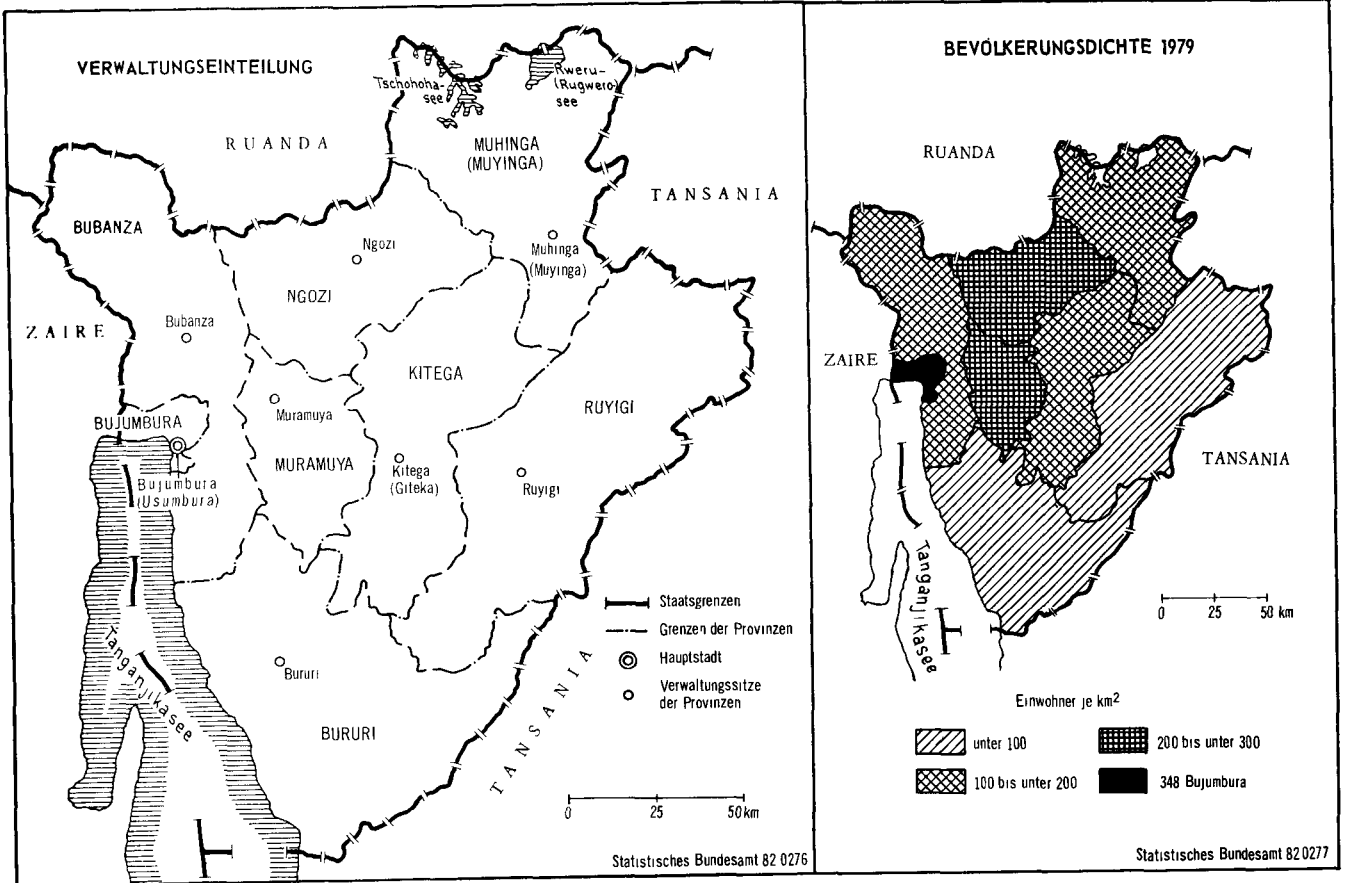 VERWALTUNGSEINTEILUNG
Tschohoha-
see
Rweru-
(Rugwero)
see
RUANDA
MUHINGA
(MUYINGA)
TANSANIA
BUBANZA
Ngozi
Muhinga
(Muyinga)
NGOZI
ZAIRE
Bubanza
KITEGA
RUYIGI
Muramuya
BUJUMBURA
MURAMUYA
Kitega
(Giteka)
Ruyigi
Bujumbura
(Usumbura)
Staatsgrenzen
Grenzen der Provinzen
Hauptstadt
Verwaltungssitze
der Provinzen
Tanganjikasee
Bururi
BURURI
TANSANIA
0 25 50 km
Statistisches Bundesamt 82 0276
BEVÖLKERUNGSDICHTE 1979
RUANDA
ZAIRE
TANSANIA
Tanganjikasee
0 25 50 km
Einwohner je km²
unter 100
200 bis unter 300
100 bis unter 200
348 Bujumbura
Statistisches Bundesamt 82 0277